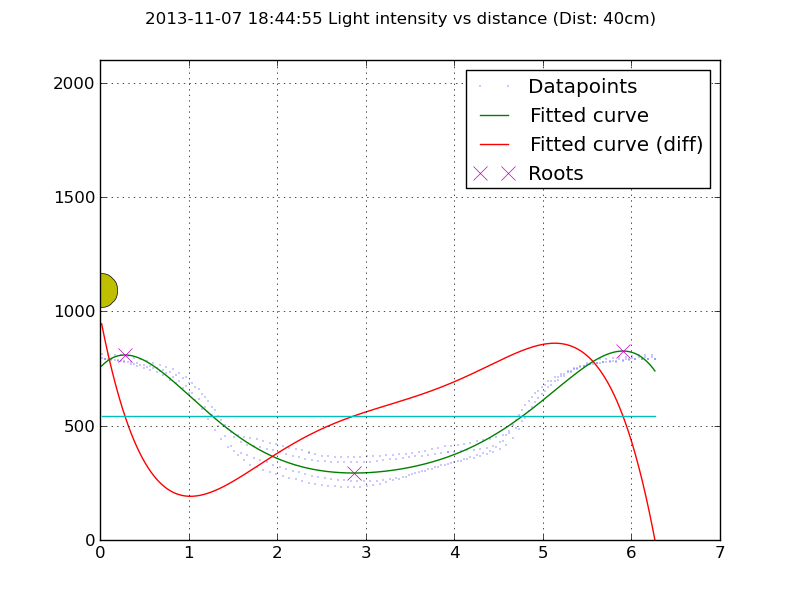 2013-11-07 18:44:55 Light intensity vs distance (Dist: 40cm)
2000
1500
1000
500
0
Datapoints
Fitted curve
Fitted curve (diff)
Roots
0 1 2 3 4 5 6 7